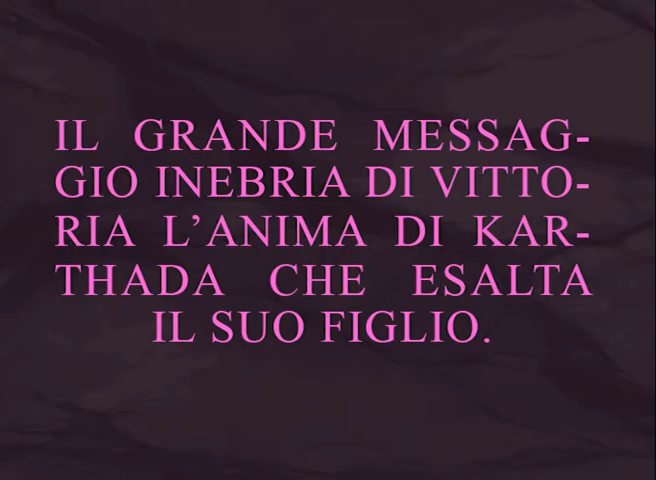 IL GRANDE MESSAG-
GIO INEBRIA DI VITTO-
RIA L’ANIMA DI KAR-
THADA CHE ESALTA
IL SUO FIGLIO.